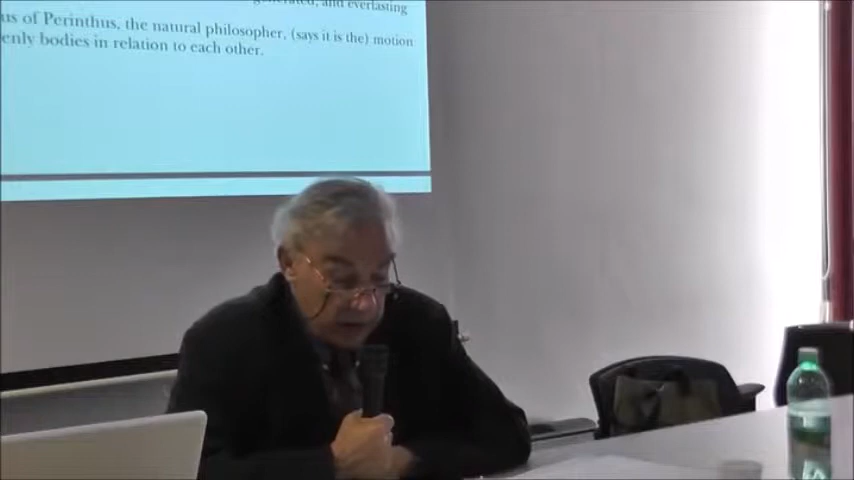 generated, and everlasting
us of Perinthus, the natural philosopher, (says it is the) motion
enly bodies in relation to each other.